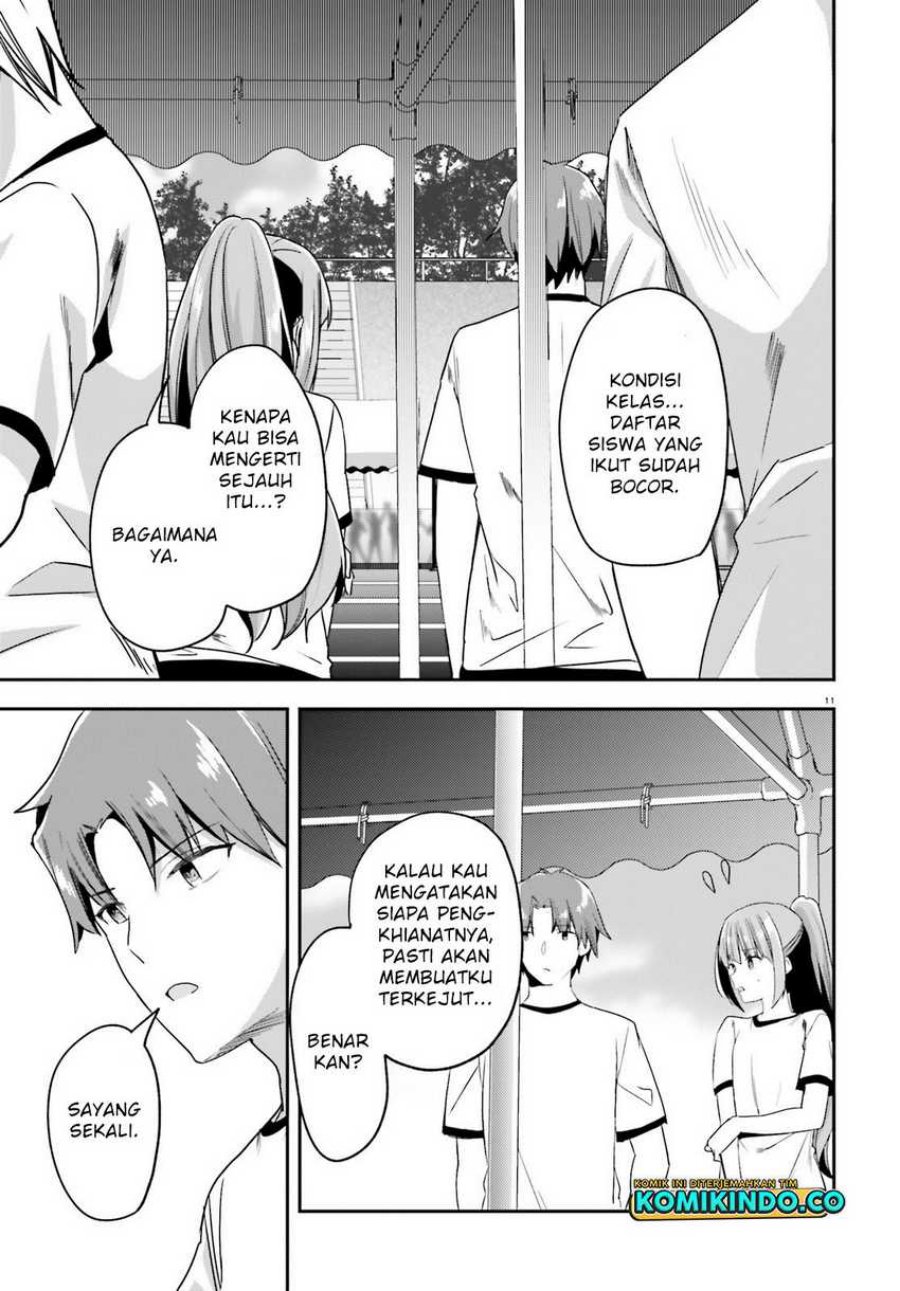 KONDISI
KELAS...
DAFTAR
SISWA YANG
IKUT SUDAH
BOCOR.
KENAPA
KAU BISA
MENGERTI
SEJAUH
ITU...?
BAGAIMANA
YA.
11
KALAU KAU
MENGATAKAN
SIAPA PENG-
KHIANATNYA,
PASTI AKAN
MEMBUATKU
TERKEJUT...
BENAR
KAN?
SAYANG
SEKALI.
KOMIK INI DITERJEMAHKAN TIM
KOMIKINDO.CO